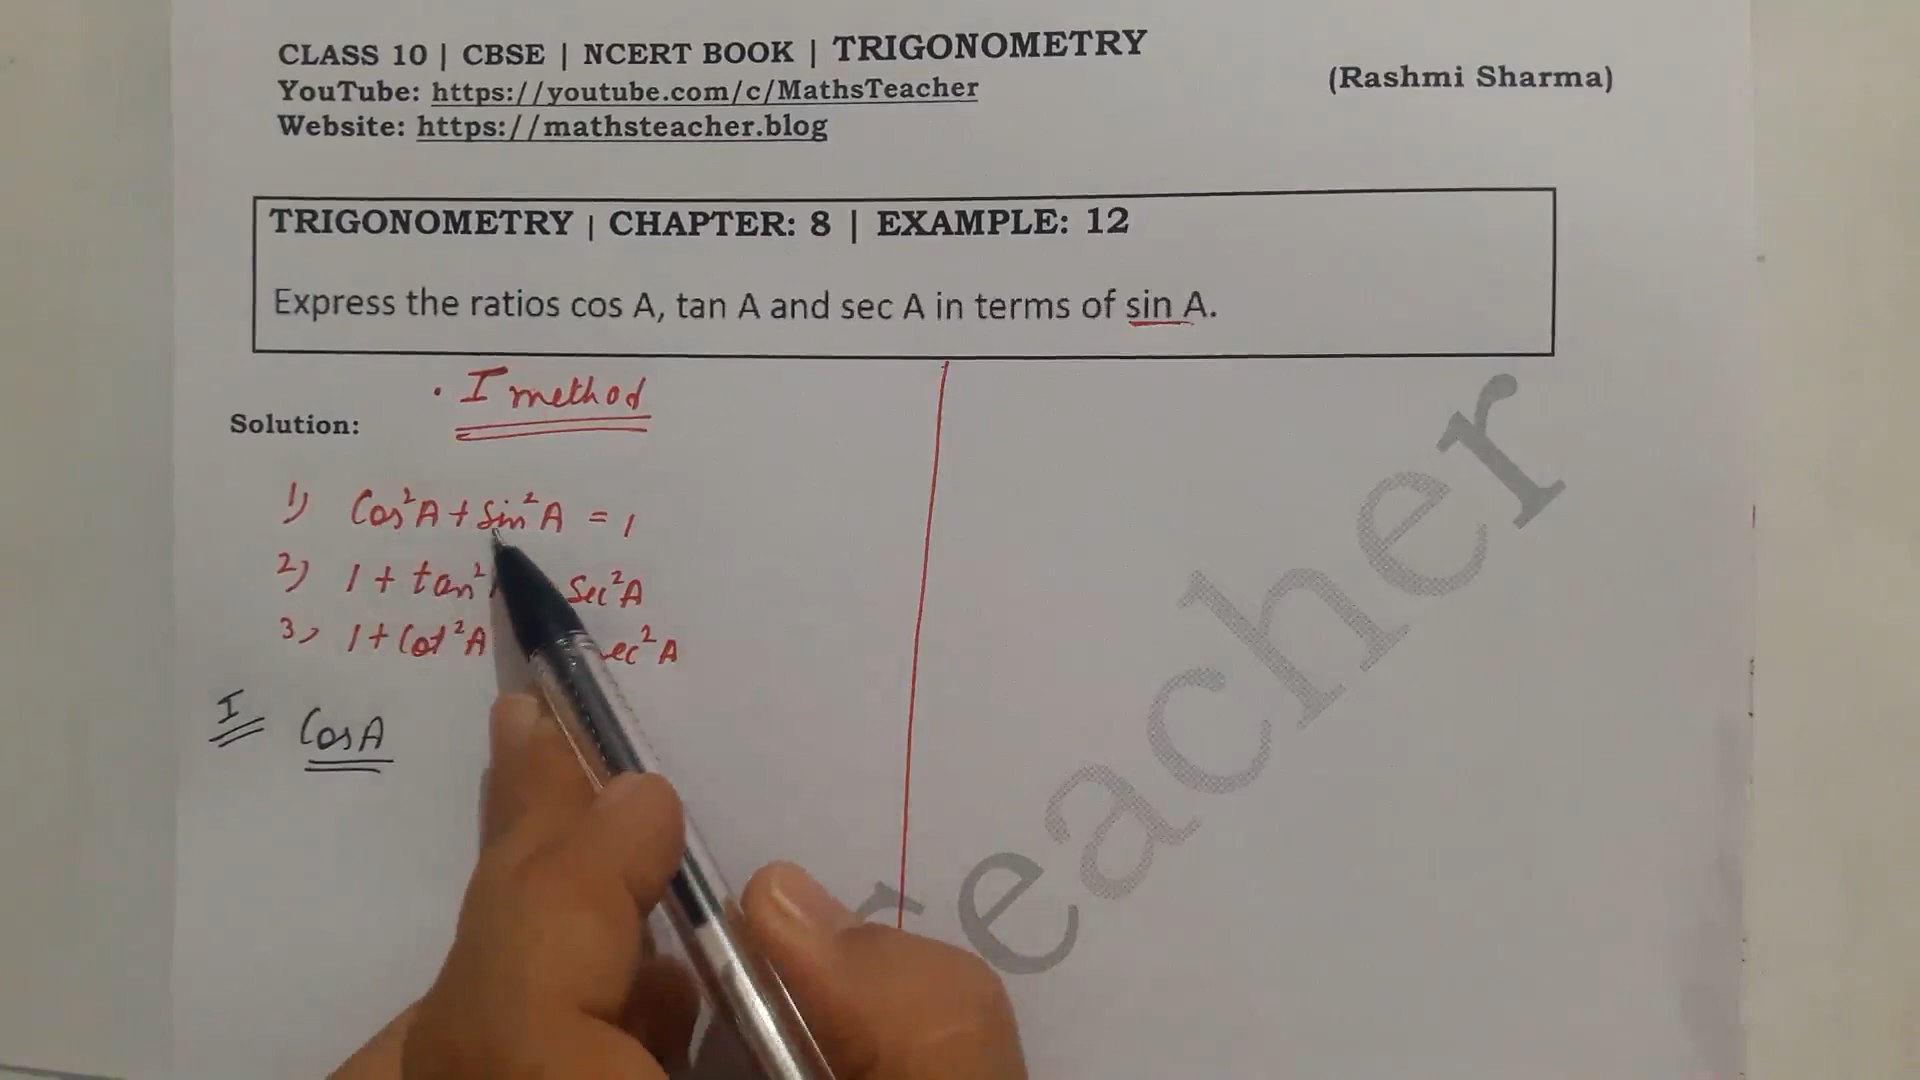 CLASS 10 | CBSE | NCERT BOOK | TRIGONOMETRY
YouTube: https://youtube.com/c/MathsTeacher
(Rashmi Sharma)
Website: https://mathsteacher.blog
TRIGONOMETRY | CHAPTER: 8 | EXAMPLE: 12
Express the ratios cos A, tan A and sec A in terms of sin A.
. I method
Solution:
1) Cos²A + Sin²A = 1
2) 1 + tan² Sec²A
3, 1 + Cot²A ec²A
I CosA
eacher